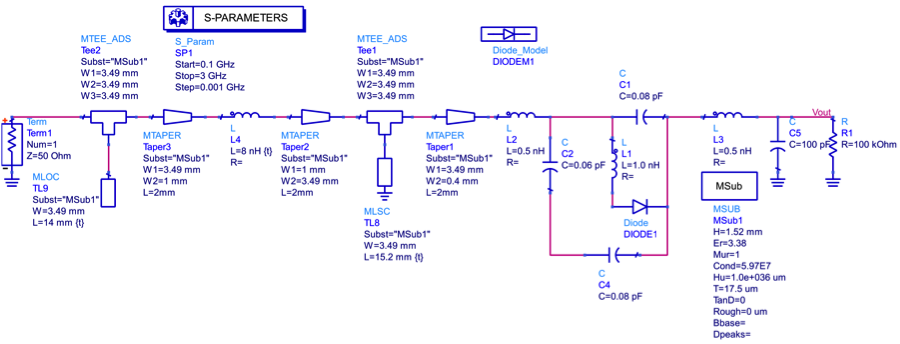 S-PARAMETERS
MTEE_ADS
Tee2
Subst="MSub1"
W1=3.49 mm
W2=3.49 mm
W3=3.49 mm
S_Param
SP1
Start=0.1 GHz
Stop=3 GHz
Step=0.001 GHz
MTEE_ADS
Tee1
Subst="MSub1"
W1=3.49 mm
W2=3.49 mm
W3=3.49 mm
Diode_Model
DIODEM1
C
C1
C=0.08 pF
Term
Term1
Num=1
Z=50 Ohm
MLOC
TL9
Subst="MSub1"
W=3.49 mm
L=14 mm {t}
MTAPER
Taper3
Subst="MSub1"
W1=3.49 mm
W2=1 mm
L=2mm
L
L4
L=8 nH {t}
R=
MTAPER
Taper2
Subst="MSub1"
W1=1 mm
W2=3.49 mm
L=2mm
MLSC
TL8
Subst="MSub1"
W=3.49 mm
L=15.2 mm {t}
MTAPER
Taper1
Subst="MSub1"
W1=3.49 mm
W2=0.4 mm
L=2mm
L
L2
L=0.5 nH
R=
C
C2
C=0.06 pF
L
L1
L=1.0 nH
R=
Diode
DIODE1
C
C4
C=0.08 pF
L
L3
L=0.5 nH
R=
Vout
C
C5
C=100 pF
R
R1
R=100 kOhm
MSub
MSUB
MSub1
H=1.52 mm
Er=3.38
Mur=1
Cond=5.97E7
Hu=1.0e+036 um
T=17.5 um
TanD=0
Rough=0 um
Bbase=
Dpeaks=